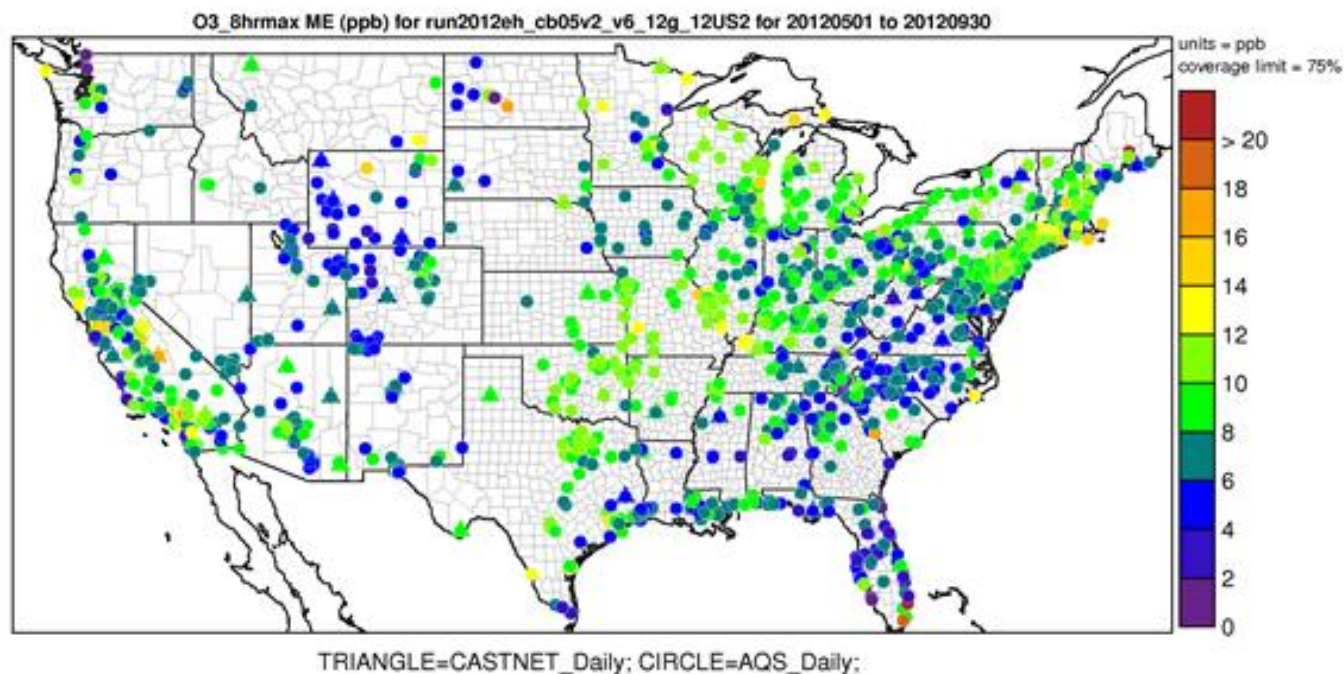 O3_8hrmax ME (ppb) for run2012eh_cb05v2_v6_12g_12US2 for 20120501 to 20120930
units = ppb
coverage limit = 75%
> 20
18
16
14
12
10
8
6
4
2
0
TRIANGLE=CASTNET_Daily; CIRCLE=AQS_Daily;